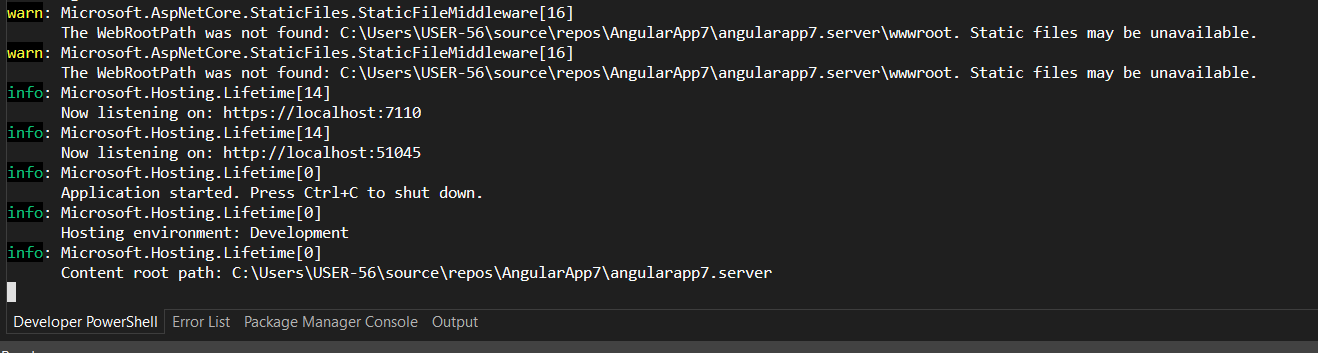 warn: Microsoft.AspNetCore.StaticFiles.StaticFileMiddleware[16]
The WebRootPath was not found: C:\Users\USER-56\source\repos\AngularApp7\angularapp7.server\wwwroot. Static files may be unavailable.
warn: Microsoft.AspNetCore.StaticFiles.StaticFileMiddleware[16]
The WebRootPath was not found: C:\Users\USER-56\source\repos\AngularApp7\angularapp7.server\wwwroot. Static files may be unavailable.
info: Microsoft.Hosting.Lifetime[14]
Now listening on: https://localhost:7110
info: Microsoft.Hosting.Lifetime[14]
Now listening on: http://localhost:51045
info: Microsoft.Hosting.Lifetime[0]
Application started. Press Ctrl+C to shut down.
info: Microsoft.Hosting.Lifetime[0]
Hosting environment: Development
info: Microsoft.Hosting.Lifetime[0]
Content root path: C:\Users\USER-56\source\repos\AngularApp7\angularapp7.server
Developer PowerShell Error List Package Manager Console Output